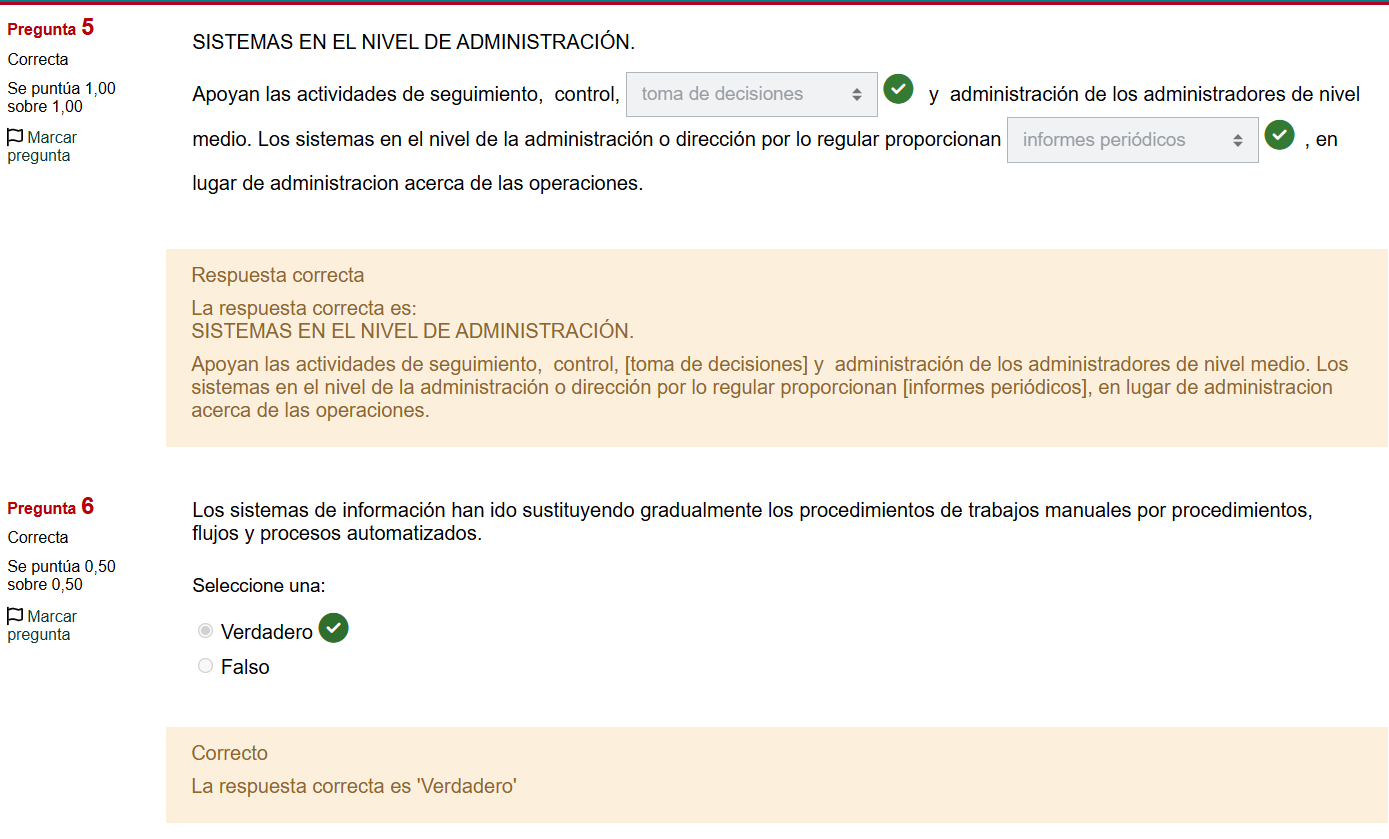 Pregunta 5
Correcta
Se puntúa 1,00
sobre 1,00
Marcar
pregunta
SISTEMAS EN EL NIVEL DE ADMINISTRACIÓN.
Apoyan las actividades de seguimiento, control, toma de decisiones y administración de los administradores de nivel
medio. Los sistemas en el nivel de la administración o dirección por lo regular proporcionan informes periódicos , en
lugar de administracion acerca de las operaciones.
Respuesta correcta
La respuesta correcta es:
SISTEMAS EN EL NIVEL DE ADMINISTRACIÓN.
Apoyan las actividades de seguimiento, control, [toma de decisiones] y administración de los administradores de nivel medio. Los
sistemas en el nivel de la administración o dirección por lo regular proporcionan [informes periódicos], en lugar de administracion
acerca de las operaciones.
Pregunta 6
Correcta
Se puntúa 0,50
sobre 0,50
Marcar
pregunta
Los sistemas de información han ido sustituyendo gradualmente los procedimientos de trabajos manuales por procedimientos,
flujos y procesos automatizados.
Seleccione una:
Verdadero
Falso
Correcto
La respuesta correcta es 'Verdadero'